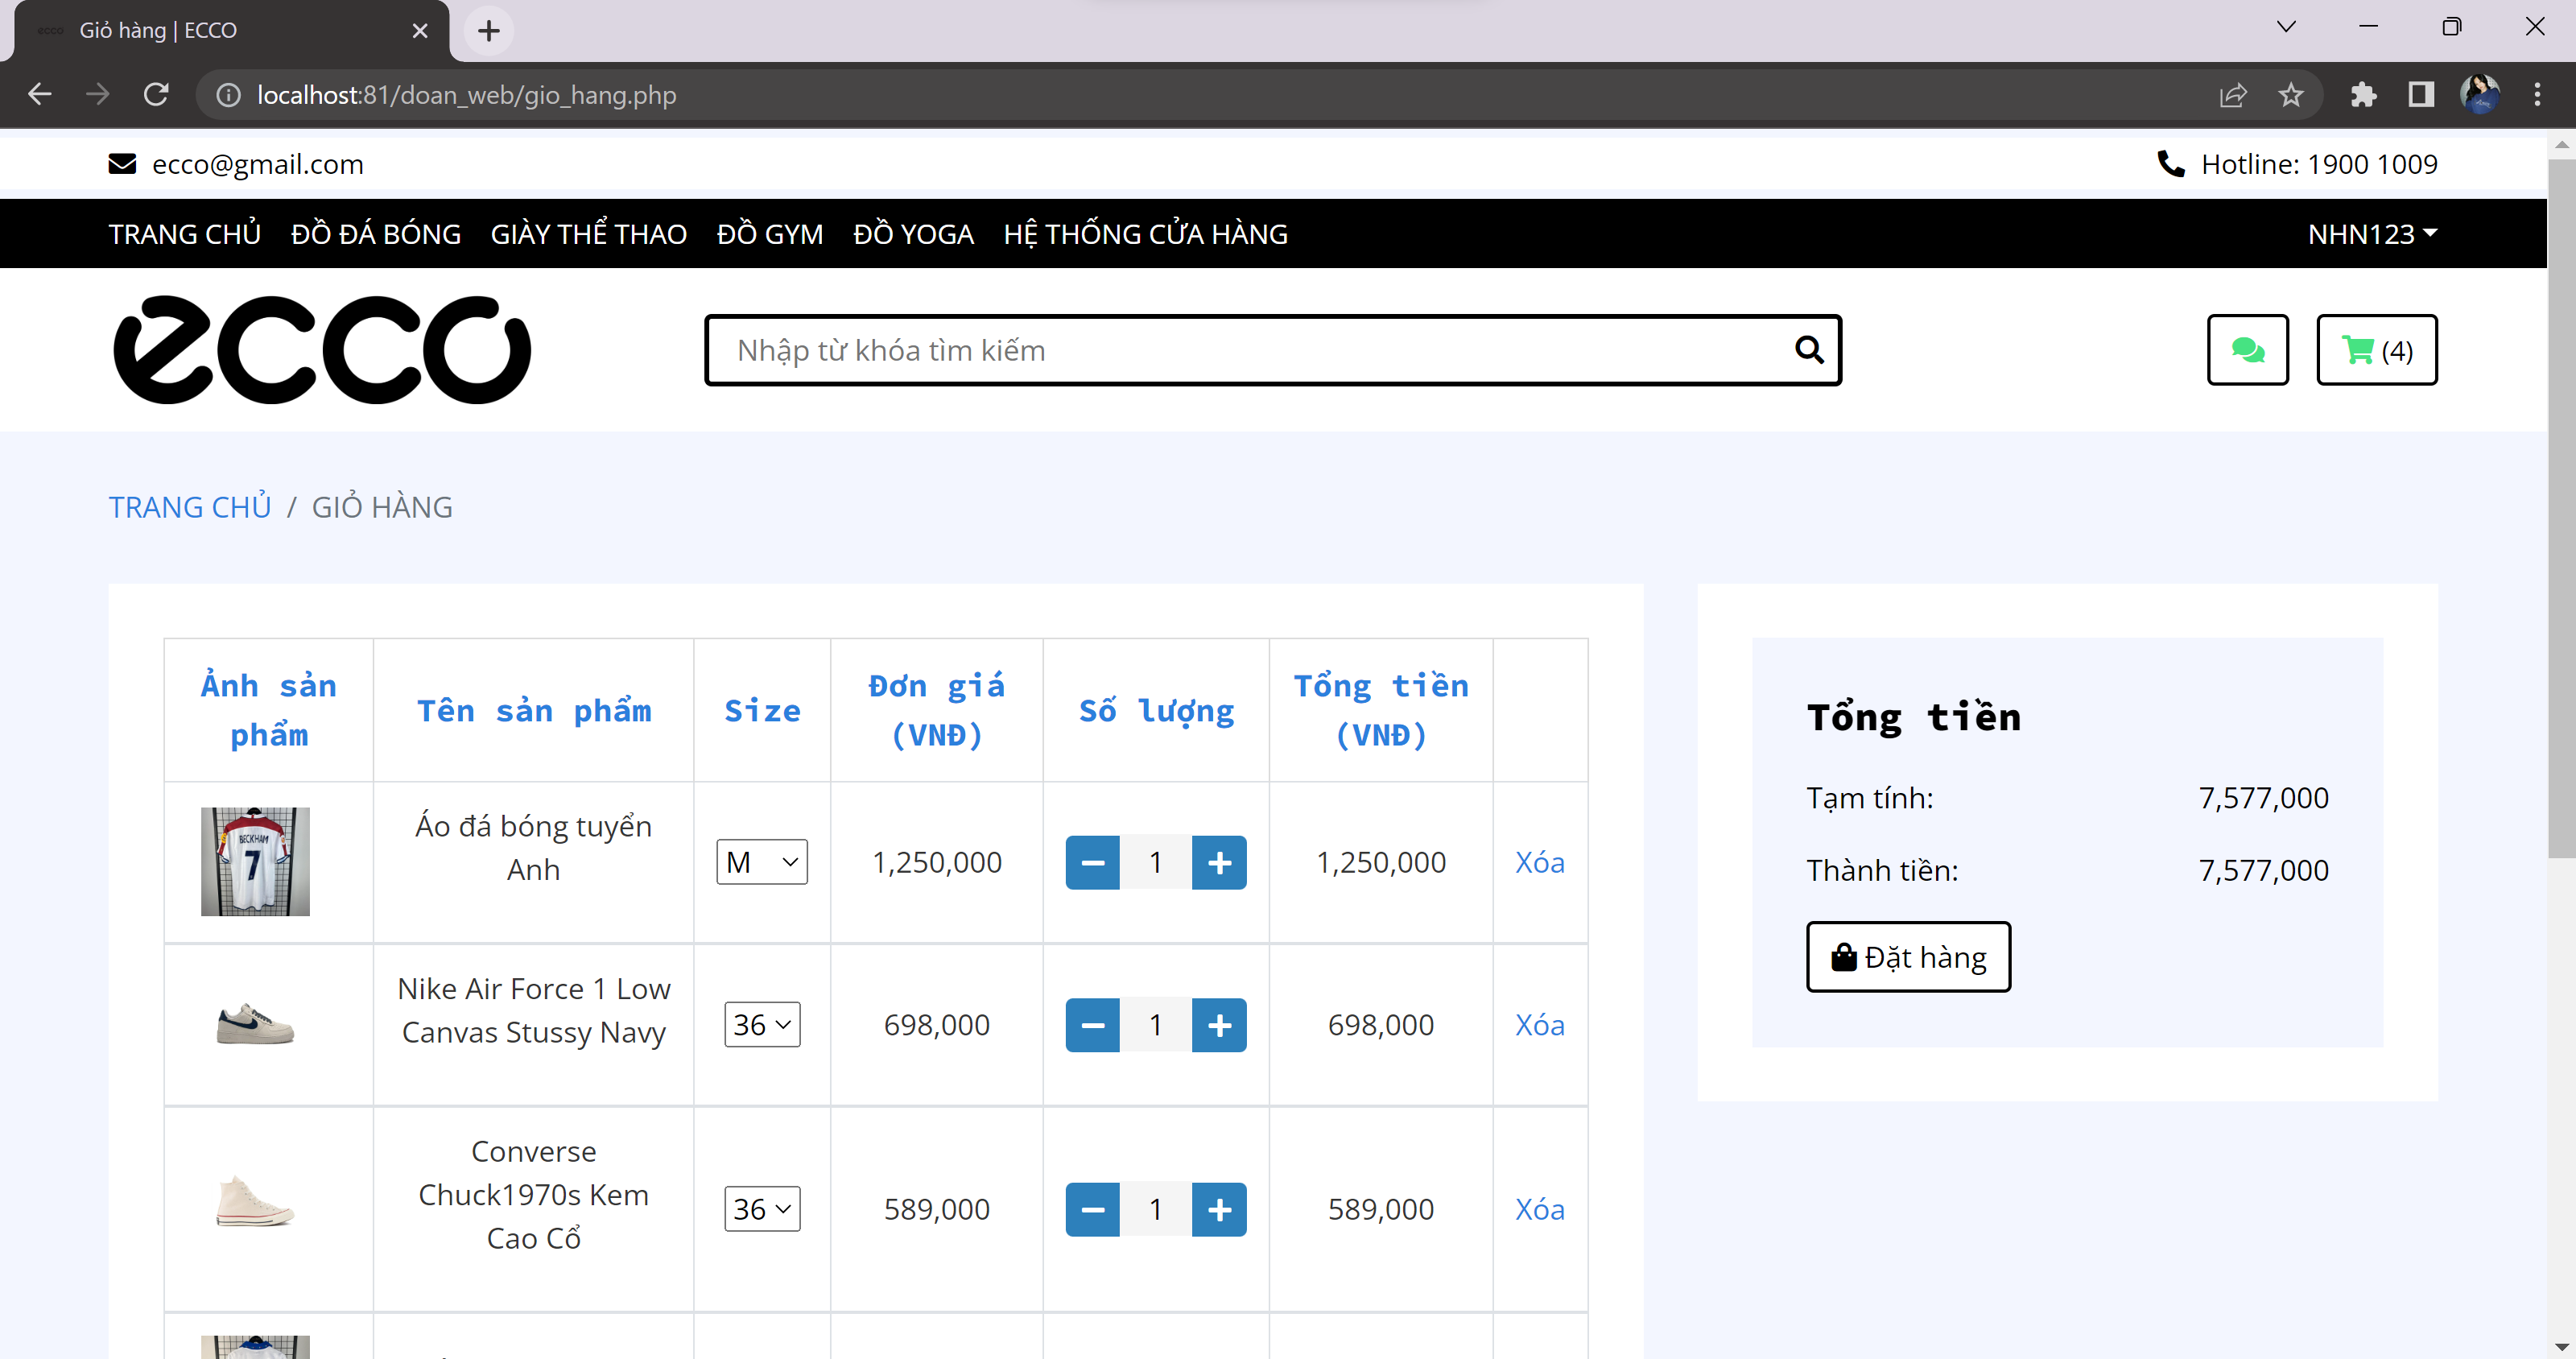 Giỏ hàng | ECCO
localhost:81/doan_web/gio_hang.php
ecco@gmail.com
Hotline: 1900 1009
TRANG CHỦ ĐỒ ĐÁ BÓNG GIÀY THỂ THAO ĐỒ GYM ĐỒ YOGA HỆ THỐNG CỬA HÀNG NHN123
ecco
Nhập từ khóa tìm kiếm
(4)
TRANG CHỦ / GIỎ HÀNG
Ảnh sản
phẩm
Tên sản phẩm
Size
Đơn giá
(VNĐ)
Số lượng
Tổng tiền
(VNĐ)
BECKHAM
7
Áo đá bóng tuyển
Anh
M
1,250,000
1
1,250,000
Xóa
Nike Air Force 1 Low
Canvas Stussy Navy
36
698,000
1
698,000
Xóa
Converse
Chuck1970s Kem
Cao Cổ
36
589,000
1
589,000
Xóa
Tổng tiền
Tạm tính: 7,577,000
Thành tiền: 7,577,000
Đặt hàng